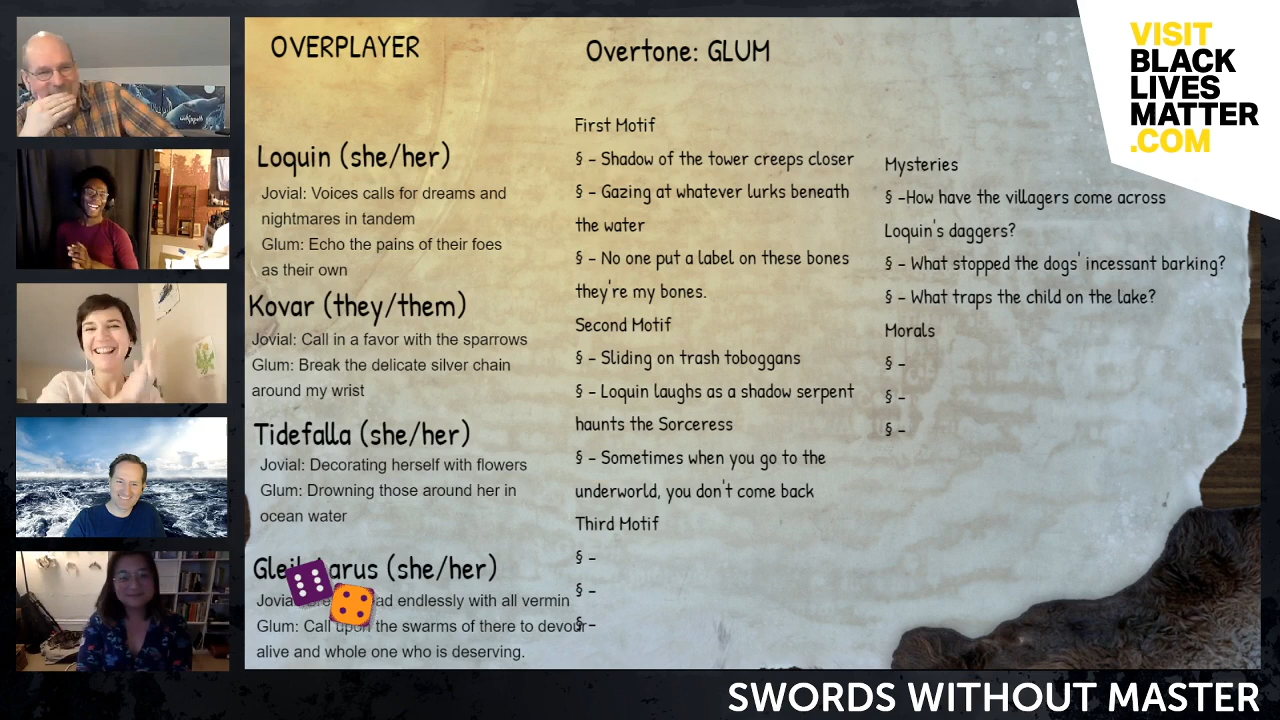 OVERPLAYER
Loquin (she/her)
Jovial: Voices calls for dreams and
nightmares in tandem
Glum: Echo the pains of their foes
as their own
Kovar (they/them)
Jovial: Call in a favor with the sparrows
Glum: Break the delicate silver chain
around my wrist
Tidefalla (she/her)
Jovial: Decorating herself with flowers
Glum: Drowning those around her in
ocean water
(she/her)
endlessly with all vermin
Glum: Call upon the swarms of there to devour
alive and whole one who is deserving.
Overtone: GLUM
First Motif
§ - Shadow of the tower creeps closer
§ - Gazing at whatever lurks beneath
the water
§ - No one put a label on these bones
they're my bones.
Second Motif
§ - Sliding on trash toboggans
§ - Loquin laughs as a shadow serpent
haunts the Sorceress
§ - Sometimes when you go to the
underworld, you don't come back
Third Motif
§ -
§ -
§ -
Mysteries
§ -How have the villagers come across
Loquin's daggers?
§ - What stopped the dogs' incessant barking?
§ - What traps the child on the lake?
Morals
§ -
§ -
§ -
VISIT
BLACK
LIVES
MATTER
.COM
SWORDS WITHOUT MASTER